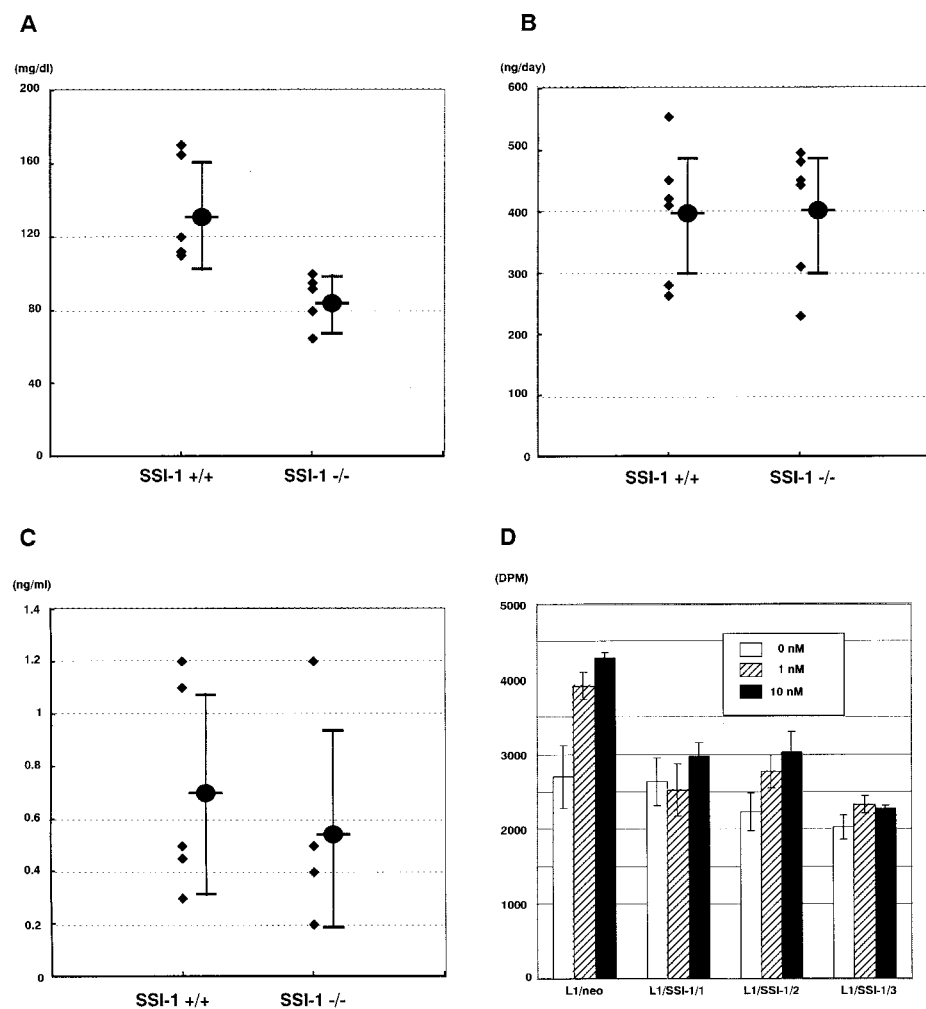 A
(mg/dl)
200
160
120
80
40
0
SSI-1 +/+ SSI-1 -/-
B
(ng/day)
600
500
400
300
200
100
0
SSI-1 +/+ SSI-1 -/-
C
(ng/ml)
1.4
1.2
1
0.8
0.6
0.4
0.2
0
SSI-1 +/+ SSI-1 -/-
D
(DPM)
5000
4000
3000
2000
1000
0
0 nM
1 nM
10 nM
L1/neo L1/SSI-1/1 L1/SSI-1/2 L1/SSI-1/3